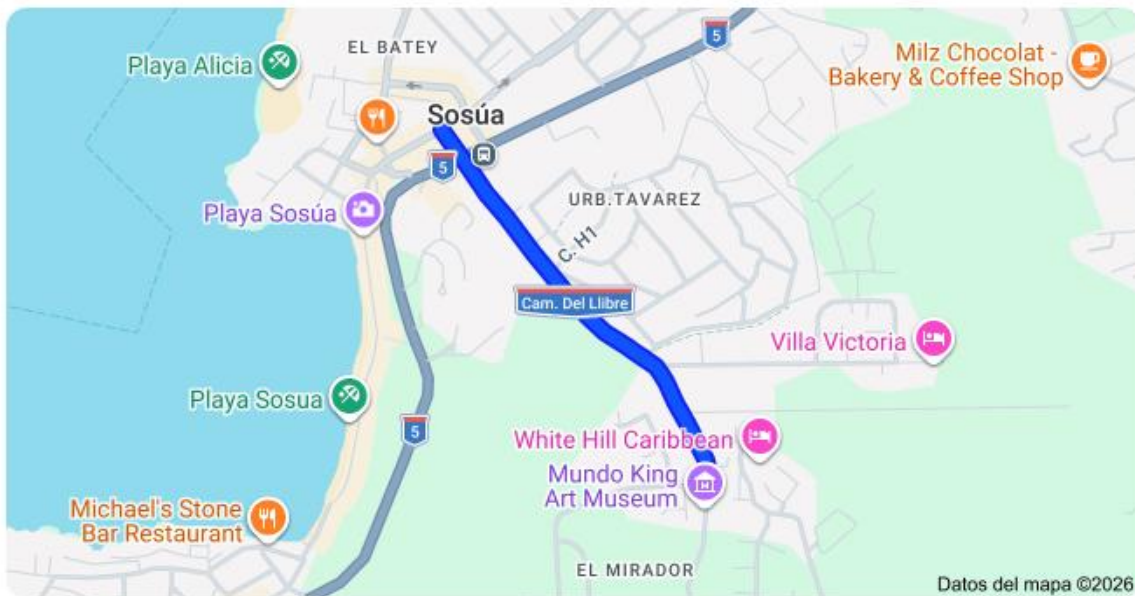 EL BATEY
Playa Alicia
5
Milz Chocolat -
Bakery & Coffee Shop
Sosúa
5
URB.TAVAREZ
Playa Sosúa
C. H1
Cam. Del Llibre
Villa Victoria
Playa Sosua
5
White Hill Caribbean
Mundo King
Art Museum
Michael's Stone
Bar Restaurant
EL MIRADOR
Datos del mapa ©2026